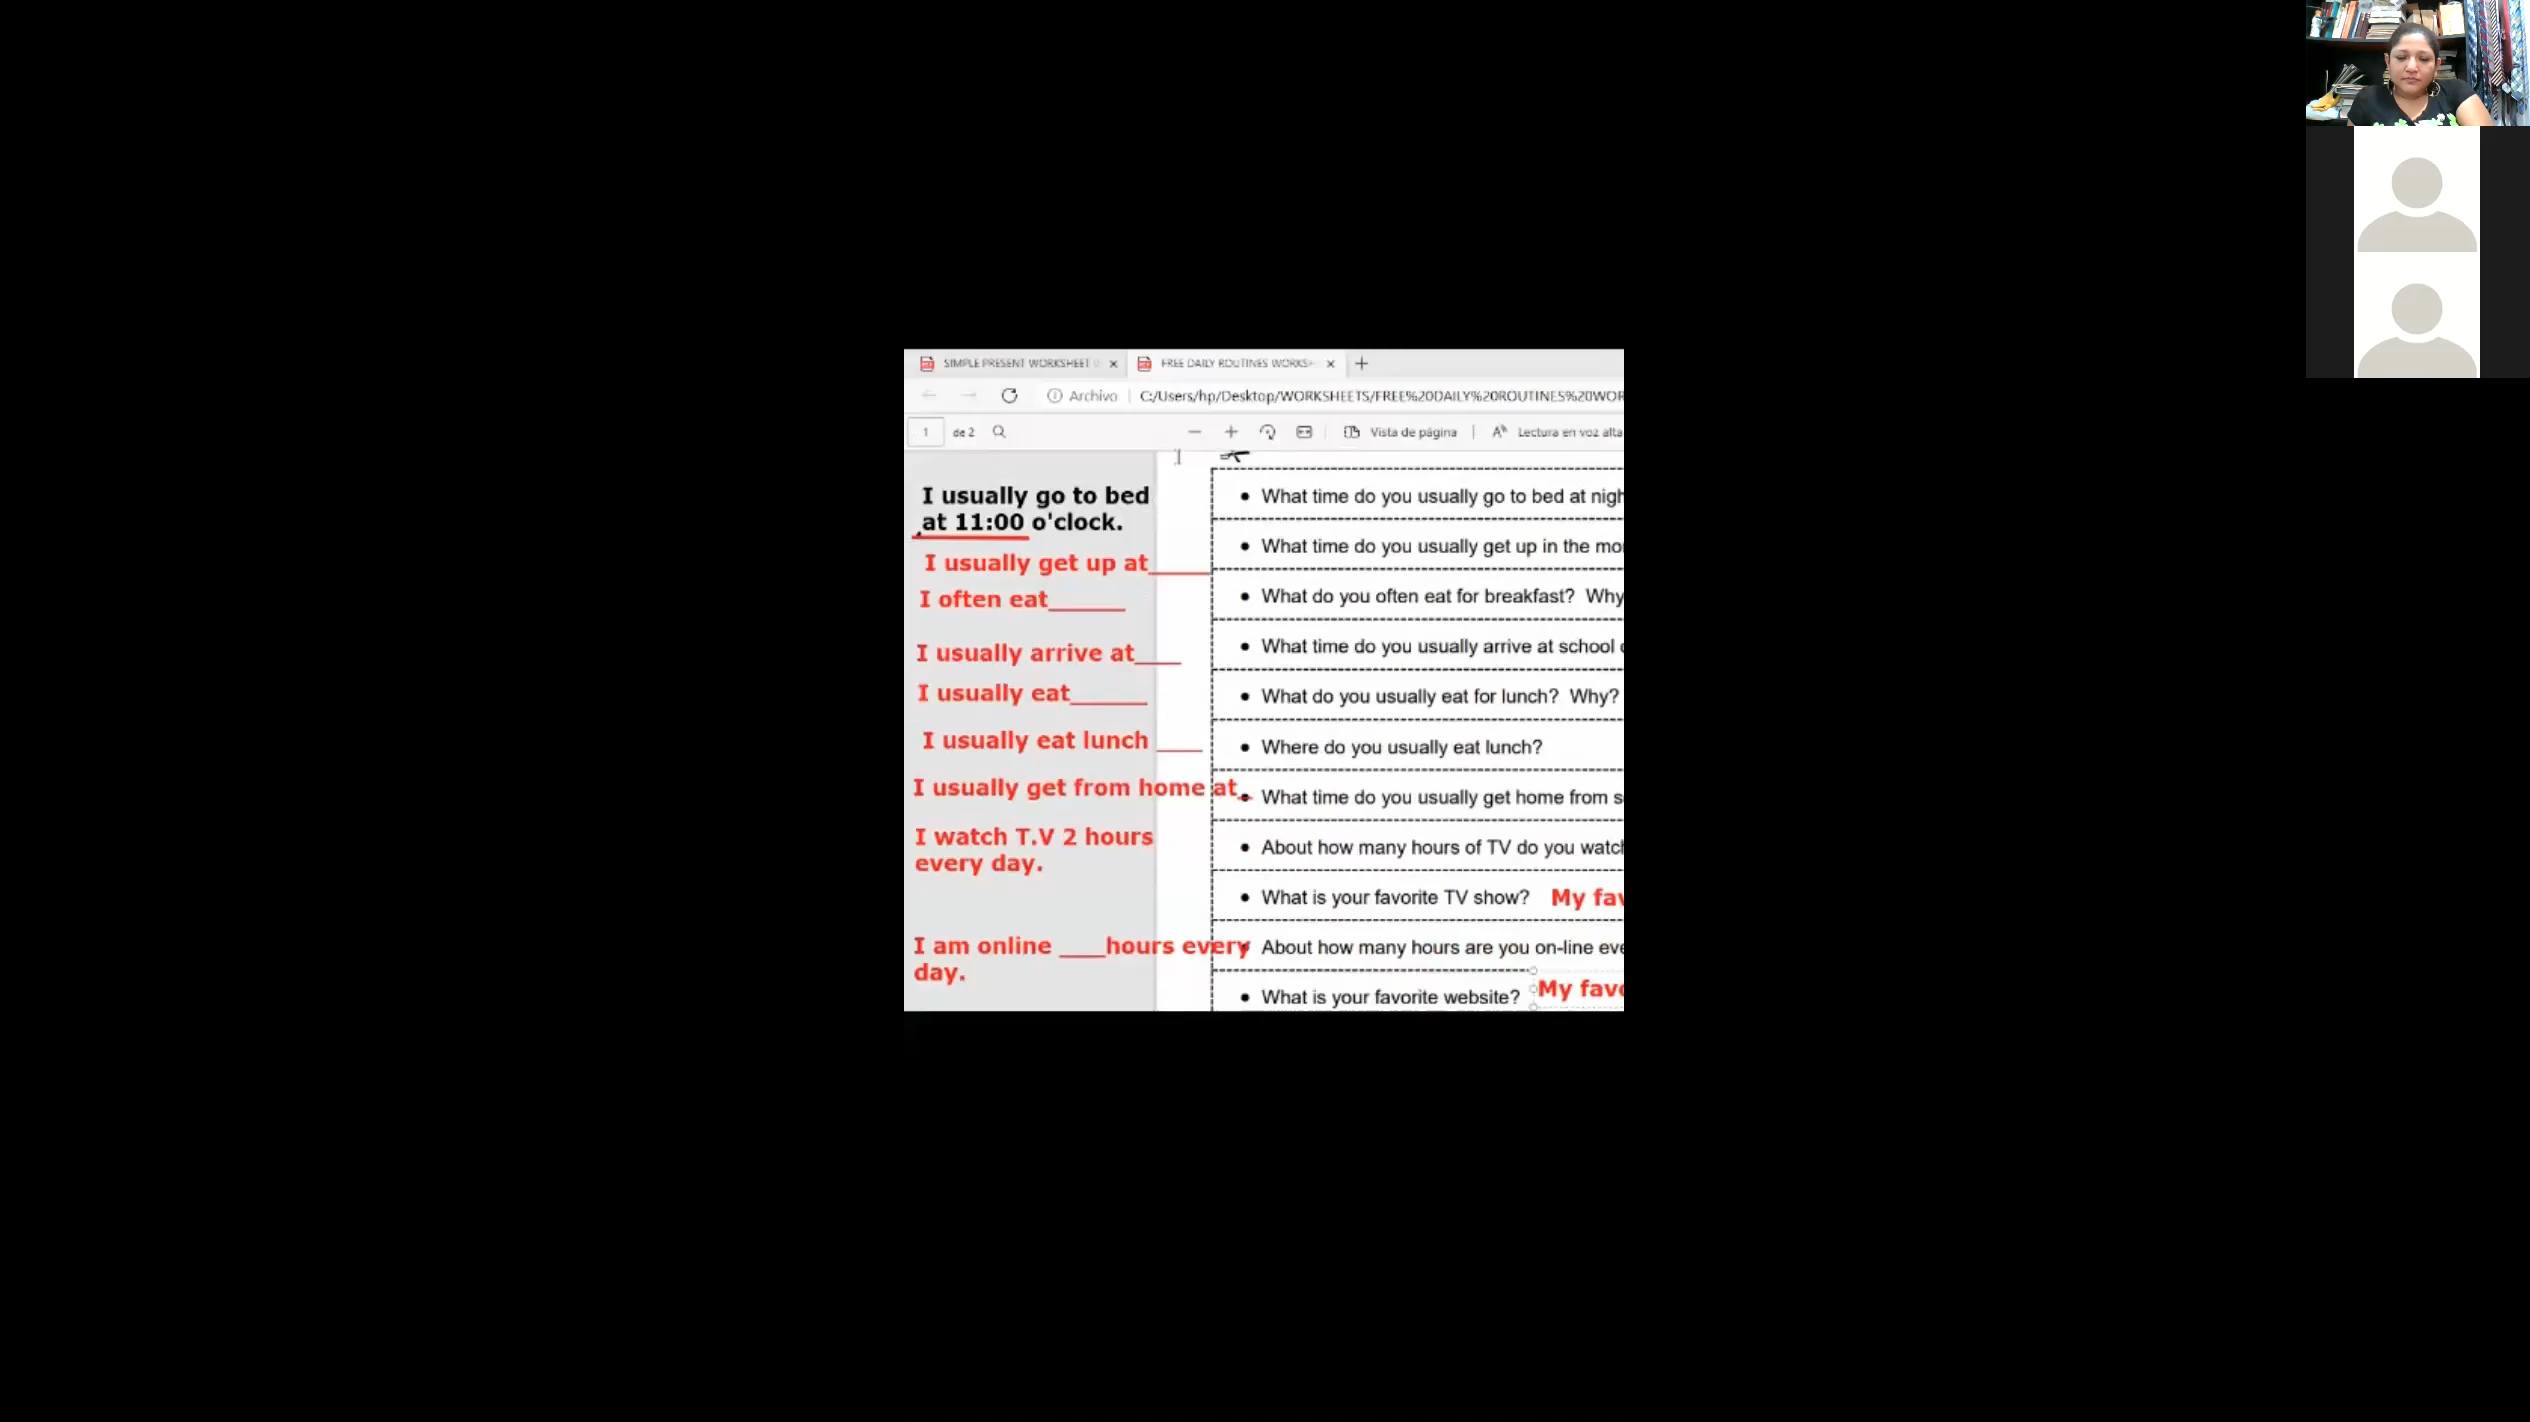 SIMPLE PRESENT WORKSHEET
FREE DAILY ROUTINES WORKS
Archivo
C:/Users/hp/Desktop/WORKSHEETS/FREE%20DAILY%20ROUTINES%20WOR
1 de 2
Vista de página
Lectura en voz alta
I usually go to bed
at 11:00 o'clock.
I usually get up at_____
I often eat_____
I usually arrive at____
I usually eat_____
I usually eat lunch ____
I usually get from home at_
I watch T.V 2 hours
every day.
I am online ____hours every
day.
• What time do you usually go to bed at nigh
• What time do you usually get up in the mo
• What do you often eat for breakfast? Why
• What time do you usually arrive at school
• What do you usually eat for lunch? Why?
• Where do you usually eat lunch?
• What time do you usually get home from s
• About how many hours of TV do you watch
• What is your favorite TV show? My fav
• About how many hours are you on-line eve
• What is your favorite website? My favo